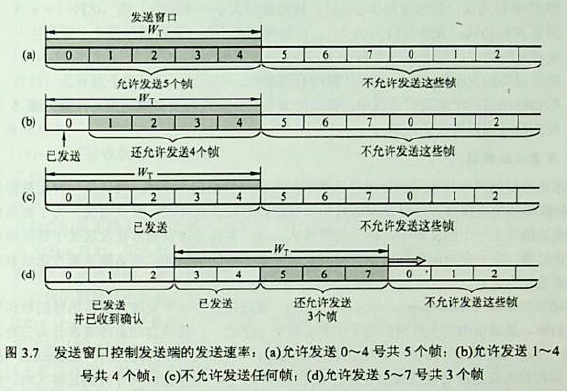 发送窗口
W_T
(a) 0 1 2 3 4 5 6 7 0 1 2
允许发送5个帧 不允许发送这些帧
W_T
(b) 0 1 2 3 4 5 6 7 0 1 2
已发送 还允许发送4个帧 不允许发送这些帧
W_T
(c) 0 1 2 3 4 5 6 7 0 1 2
已发送 不允许发送这些帧
W_T
(d) 0 1 2 3 4 5 6 7 0 1 2
已发送 已发送 还允许发送 不允许发送这些帧
并已收到确认 3个帧
图 3.7 发送窗口控制发送端的发送速率：(a)允许发送 0～4 号共 5 个帧；(b)允许发送 1～4
号共 4 个帧；(c)不允许发送任何帧；(d)允许发送 5～7 号共 3 个帧